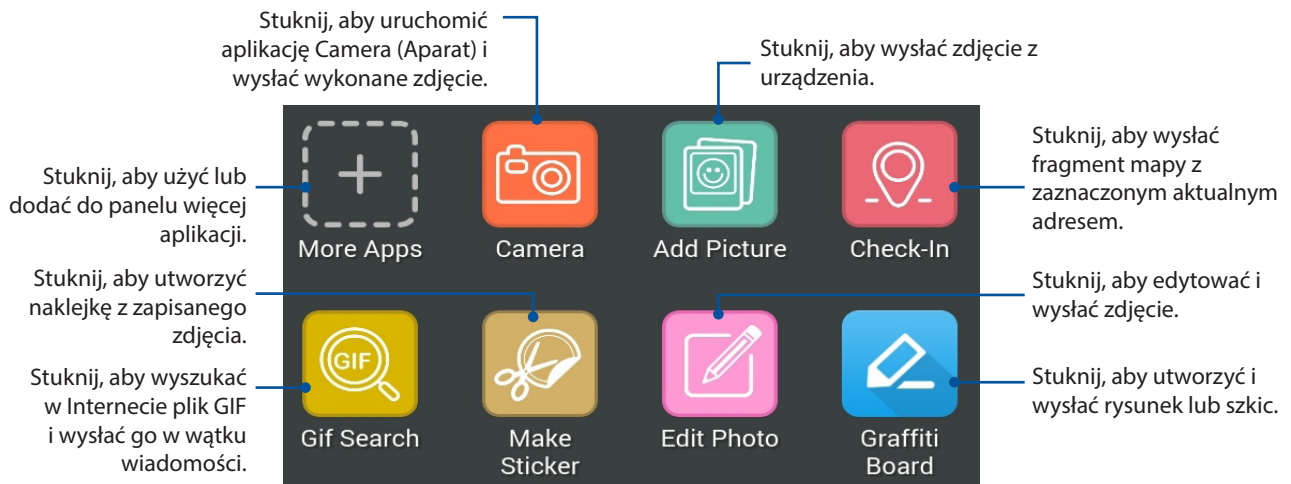 Stuknij, aby uruchomić
aplikację Camera (Aparat) i
wysłać wykonane zdjęcie.
Stuknij, aby wysłać zdjęcie z
urządzenia.
Stuknij, aby użyć lub
dodać do panelu więcej
aplikacji.
Stuknij, aby wysłać
fragment mapy z
zaznaczonym aktualnym
adresem.
More Apps
Camera
Add Picture
Check-In
Stuknij, aby utworzyć
naklejkę z zapisanego
zdjęcia.
Stuknij, aby edytować i
wysłać zdjęcie.
Stuknij, aby wyszukać
w Internecie plik GIF
i wysłać go w wątku
wiadomości.
GIF
Stuknij, aby utworzyć i
wysłać rysunek lub szkic.
Gif Search
Make
Sticker
Edit Photo
Graffiti
Board